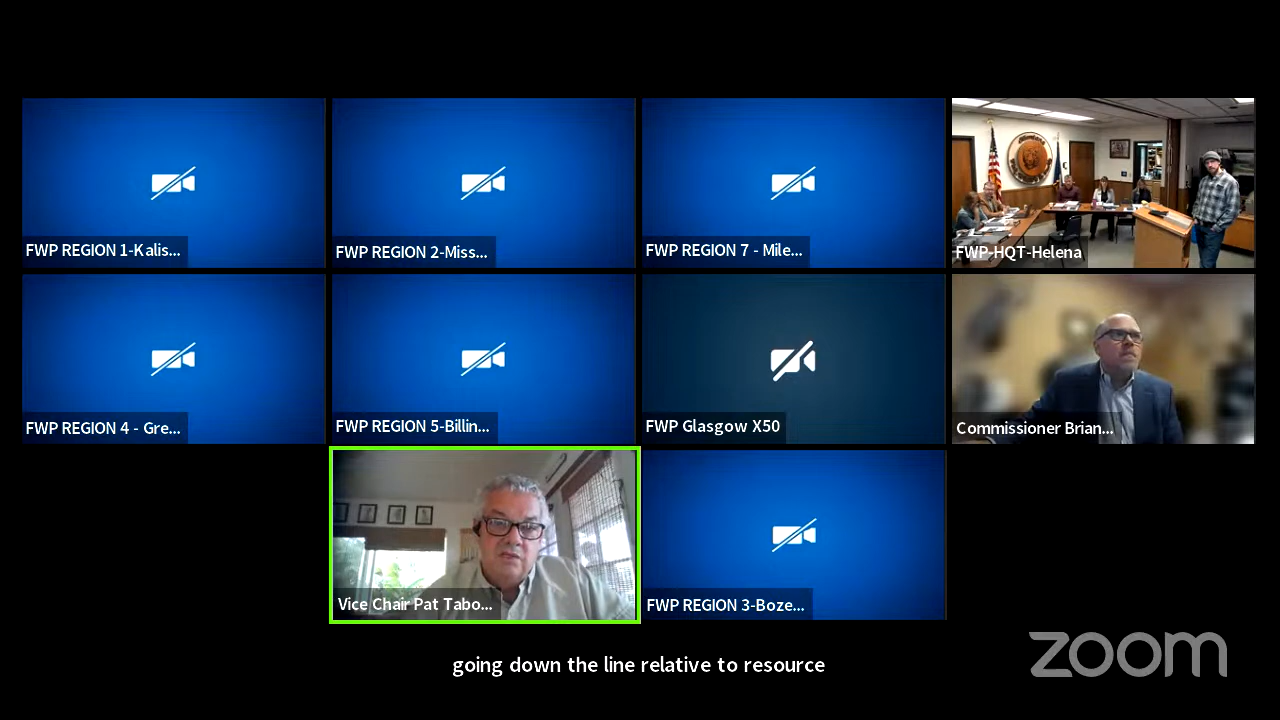 FWP REGION 1-Kalis...
FWP REGION 2-Miss...
FWP REGION 7 - Mile...
FWP-HQT-Helena
FWP REGION 4 - Gre...
FWP REGION 5-Billin...
FWP Glasgow X50
Commissioner Brian...
Vice Chair Pat Tabo...
FWP REGION 3-Boze...
going down the line relative to resource
zoom